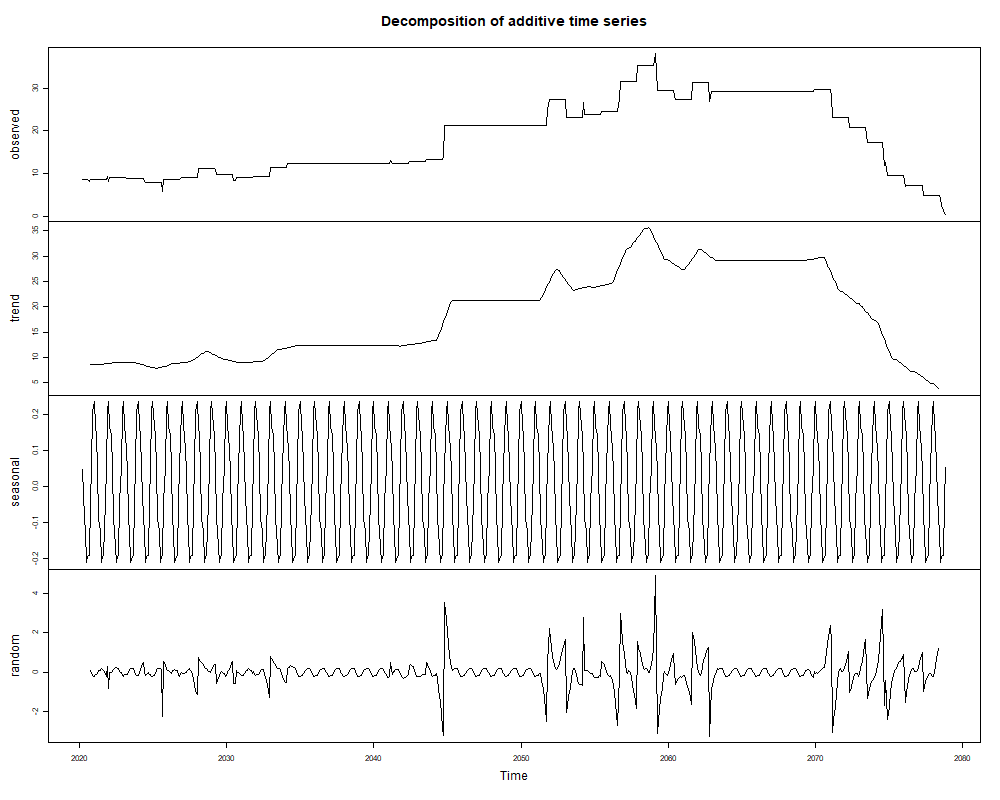 Decomposition of additive time series
observed
0 10 20 30
trend
5 10 15 20 25 30 35
seasonal
-0.2 -0.1 0.0 0.1 0.2
random
-2 0 2 4
2020 2030 2040 2050 2060 2070 2080
Time